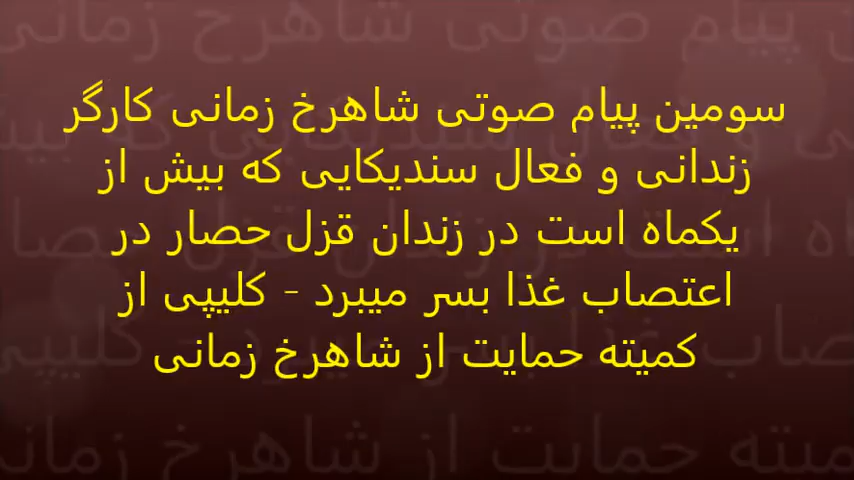 سومین پیام صوتی شاهرخ زمانی کارگر
زندانی و فعال سندیکایی که بیش از
یکماه است در زندان قزل حصار در
اعتصاب غذا بسر میبرد - کلیپی از
کمیته حمایت از شاهرخ زمانی